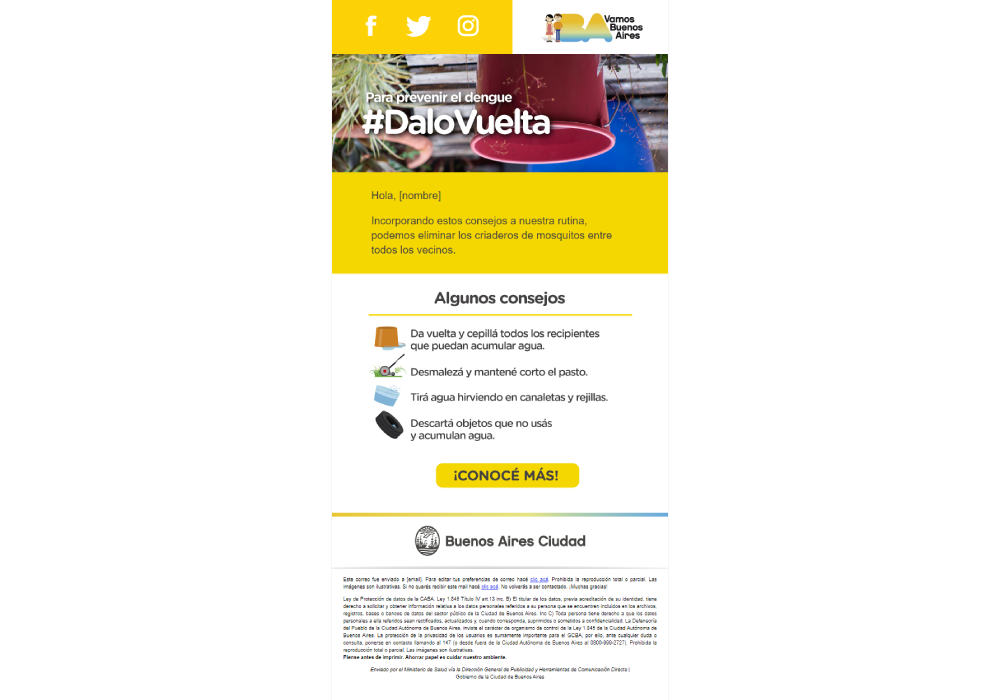 BA Vamos
Buenos
Aires
Para prevenir el dengue
#DaloVuelta
Hola, [nombre]
Incorporando estos consejos a nuestra rutina,
podemos eliminar los criaderos de mosquitos entre
todos los vecinos.
Algunos consejos
Da vuelta y cepillá todos los recipientes
que puedan acumular agua.
Desmalezá y mantené corto el pasto.
Tirá agua hirviendo en canaletas y rejillas.
Descartá objetos que no usás
y acumulan agua.
¡CONOCÉ MÁS!
Buenos Aires Ciudad
Este correo fue enviado a [email]. Para editar tus preferencias de correo hacé clic acá. Prohibida la reproducción total o parcial. Las
imágenes son ilustrativas. Si no querés recibir este mail hacé clic acá. No volverás a ser contactado. ¡Muchas gracias!
Ley de Protección de datos de la CABA. Ley 1.845 Título IV art.13 inc. B) El titular de los datos, previa acreditación de su identidad, tiene
derecho a solicitar y obtener información relativa a los datos personales referidos a su persona que se encuentren incluidos en los archivos,
registros, bases o bancos de datos del sector público de la Ciudad de Buenos Aires. Inc C) Toda persona tiene derecho a que los datos
personales a ella referidos sean rectificados, actualizados y, cuando corresponda, suprimidos o sometidos a confidencialidad. La Defensoría
del Pueblo de la Ciudad Autónoma de Buenos Aires, inviste el carácter de organismo de control de la Ley 1.845 de la Ciudad Autónoma de
Buenos Aires. La protección de la privacidad de los usuarios es sumamente importante para el GCBA, por ello, ante cualquier duda o
consulta, ponerse en contacto llamando al 147 (o desde fuera de la Ciudad Autónoma de Buenos Aires al 0800-999-2727). Prohibida la
reproducción total o parcial. Las imágenes son ilustrativas.
Piense antes de imprimir. Ahorrar papel es cuidar nuestro ambiente.
Enviado por el Ministerio de Salud vía la Dirección General de Publicidad y Herramientas de Comunicación Directa |
Gobierno de la Ciudad de Buenos Aires